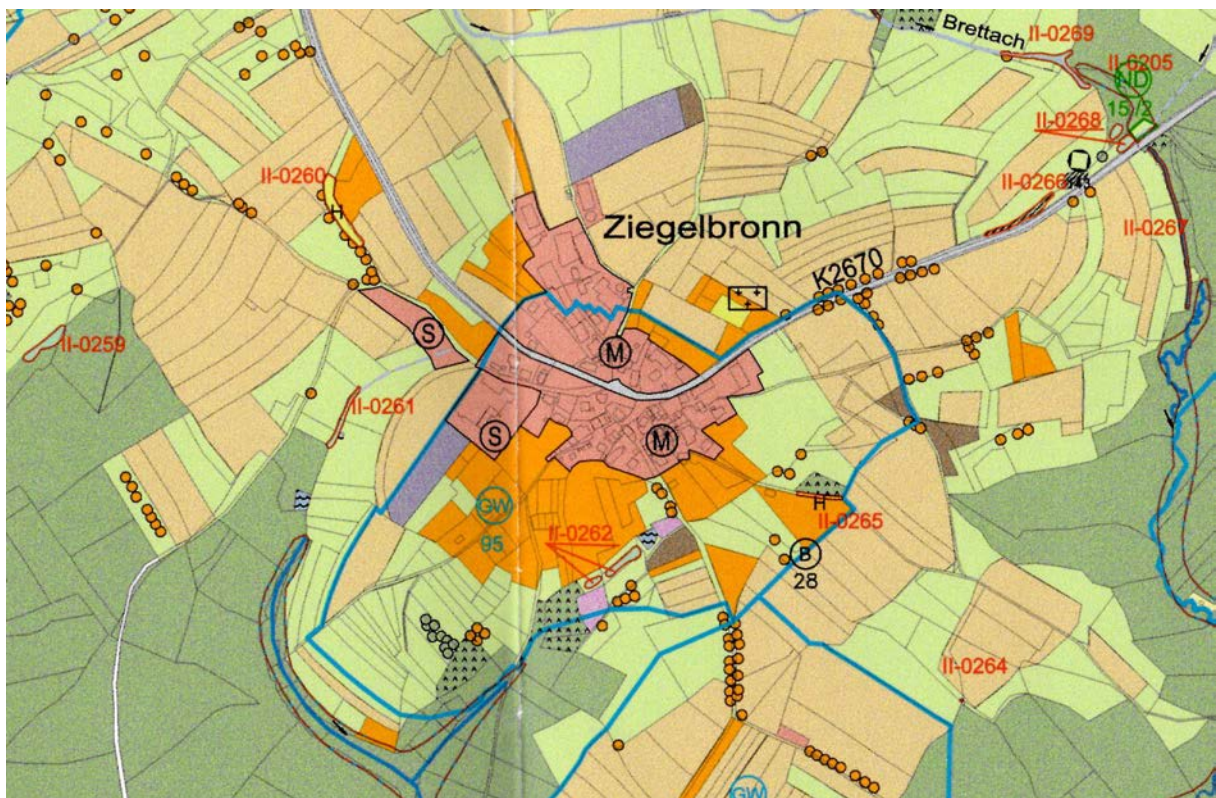 Brettach
II-0269
II-6205
ND
15 /2
II-0268
II-0260
H
II-0266
Ziegelbronn
II-0267
K2670
II-0259
S
M
II-0261
S
M
GW
95
H
II-0265
II-0262
B
28
II-0264
GW